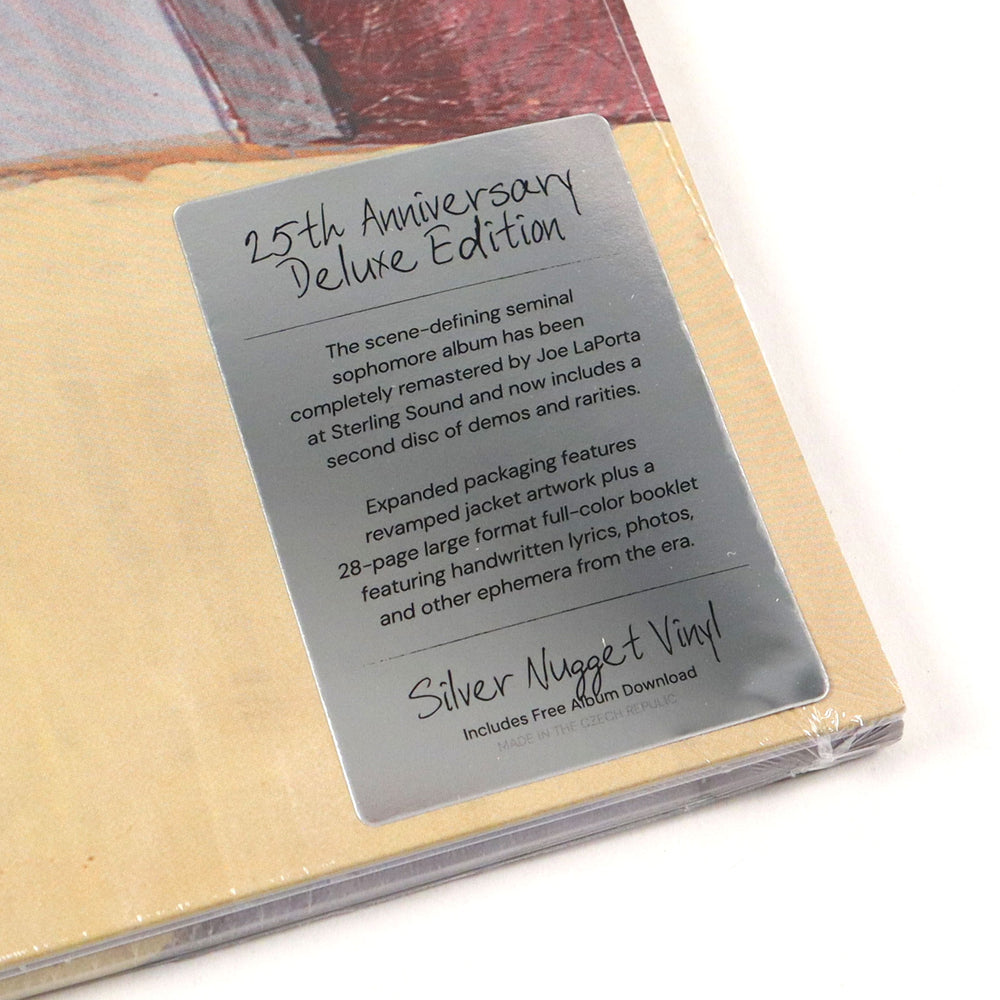 25th Anniversary
Deluxe Edition
The scene-defining seminal
sophomore album has been
completely remastered by Joe LaPorta
at Sterling Sound and now includes a
second disc of demos and rarities.
Expanded packaging features
revamped jacket artwork plus a
28-page large format full-color booklet
featuring handwritten lyrics, photos,
and other ephemera from the era.
Silver Nugget Vinyl
Includes Free Album Download
MADE IN THE CZECH REPULIC